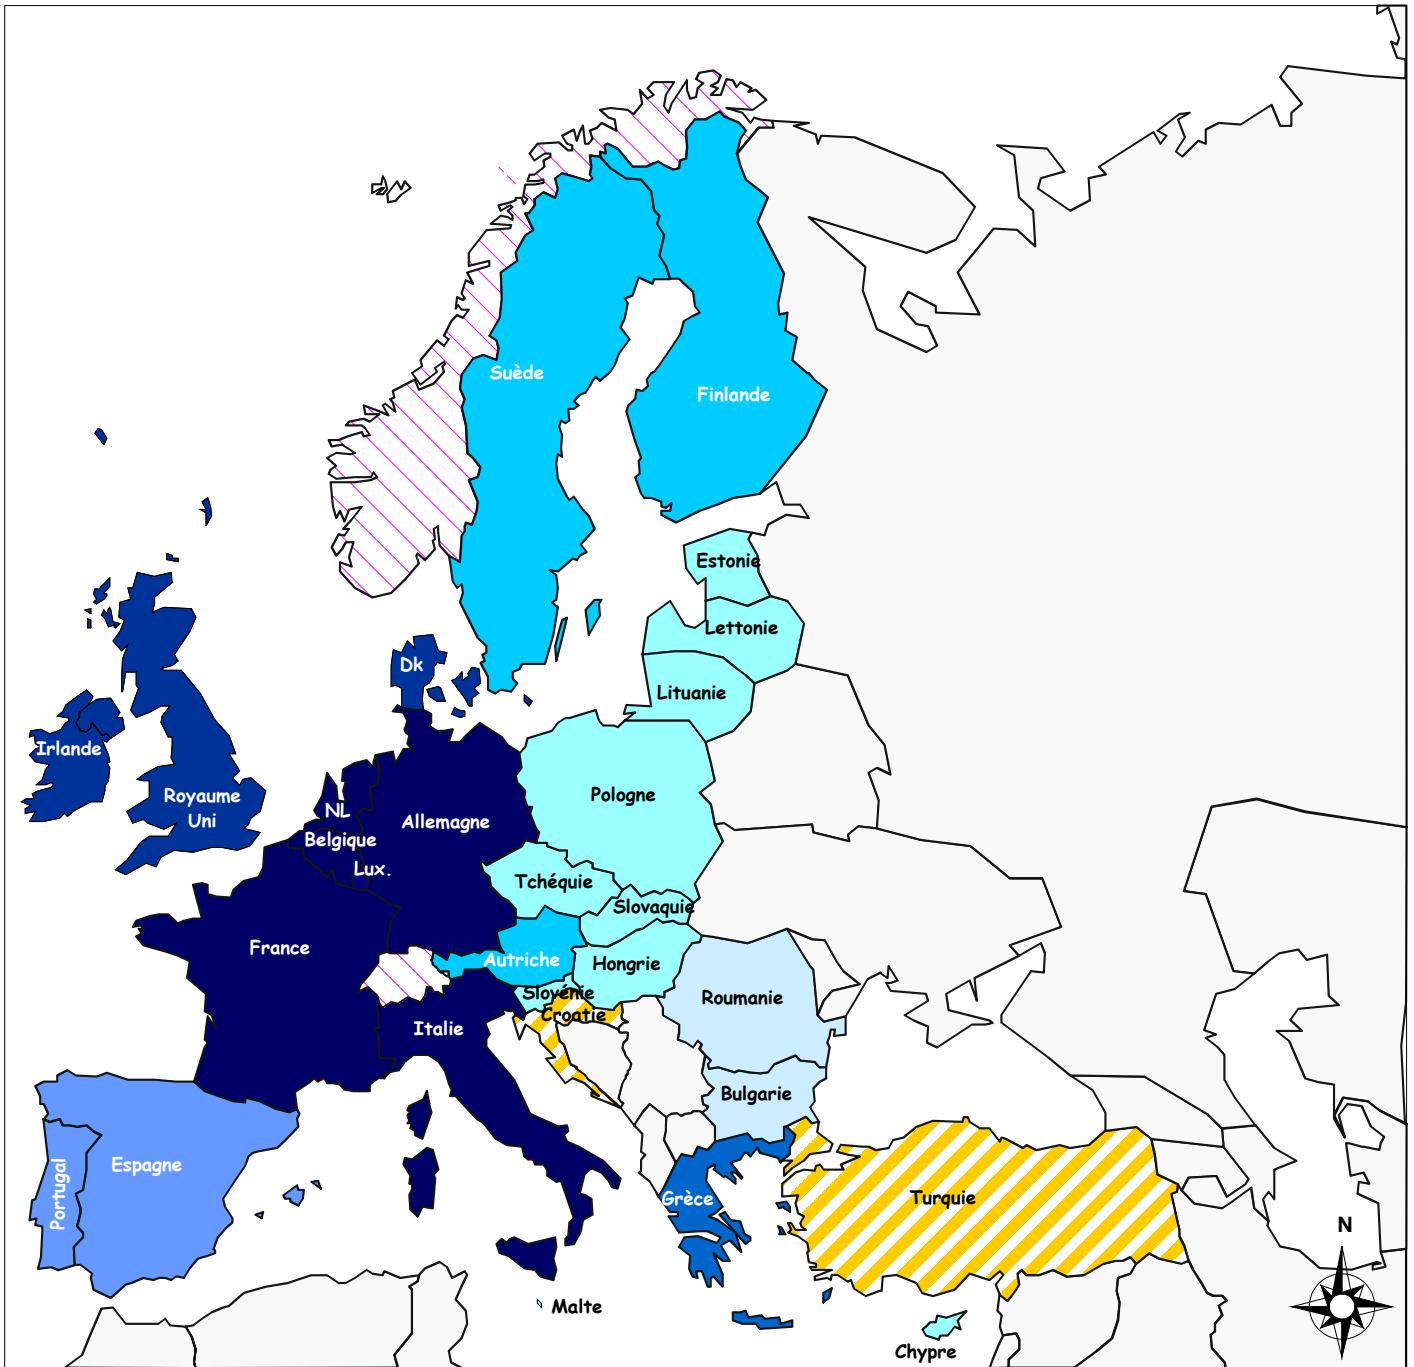 Suède
Finlande
Estonie
Lettonie
Dk
Lituanie
Irlande
Royaume
Uni
NL
Pologne
Allemagne
Belgique
Lux.
Tchéquie
Slovaquie
France
Autriche
Hongrie
Slovénie
Roumanie
Croatie
Italie
Bulgarie
Espagne
Portugal
Grèce
Turquie
N
Malte
Chypre